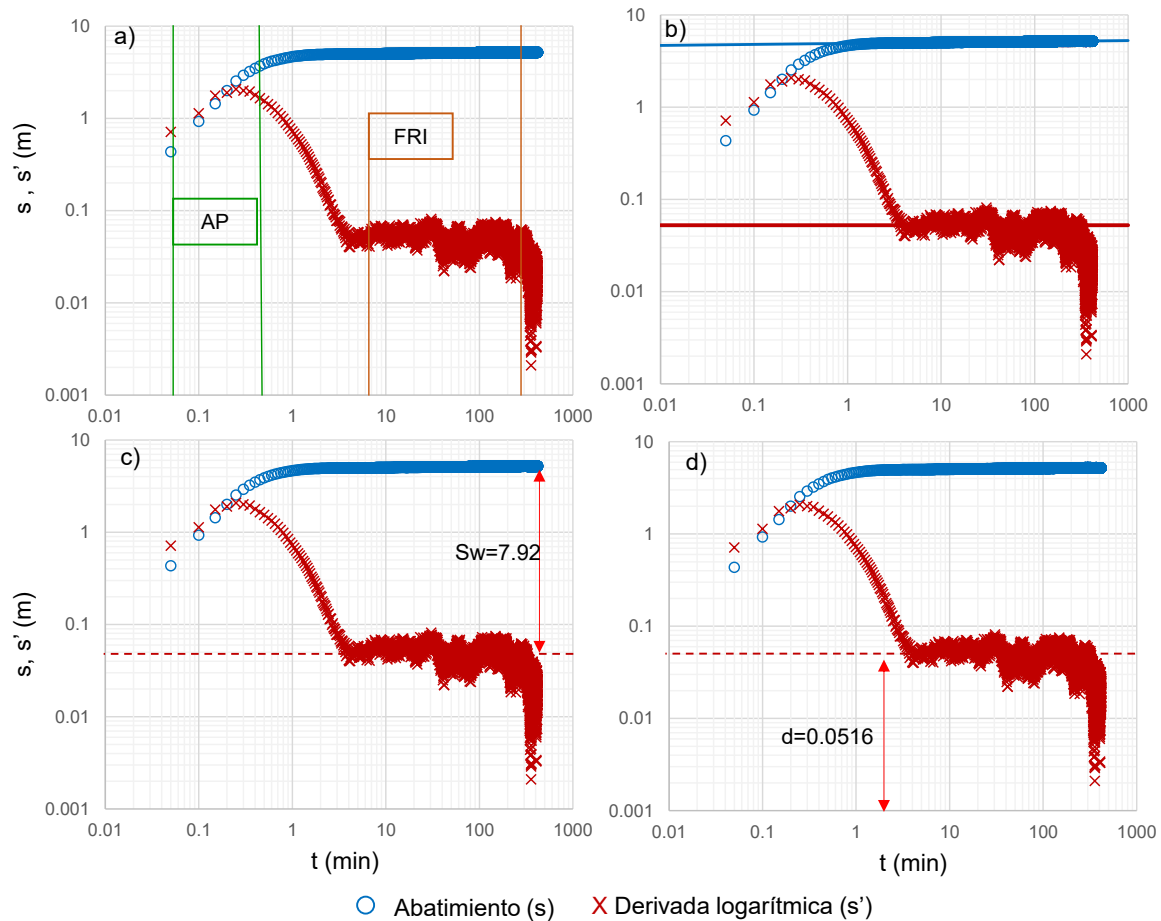 a)
10
1
0.1
0.01
0.001
s , s’ (m)
AP
FRI
0.01 0.1 1 10 100 1000
b)
10
1
0.1
0.01
0.001
0.01 0.1 1 10 100 1000
c)
10
1
0.1
0.01
0.001
s, s’ (m)
Sw=7.92
0.01 0.1 1 10 100 1000
t (min)
d)
10
1
0.1
0.01
0.001
d=0.0516
0.01 0.1 1 10 100 1000
t (min)
Abatimiento (s) X Derivada logarítmica (s’)